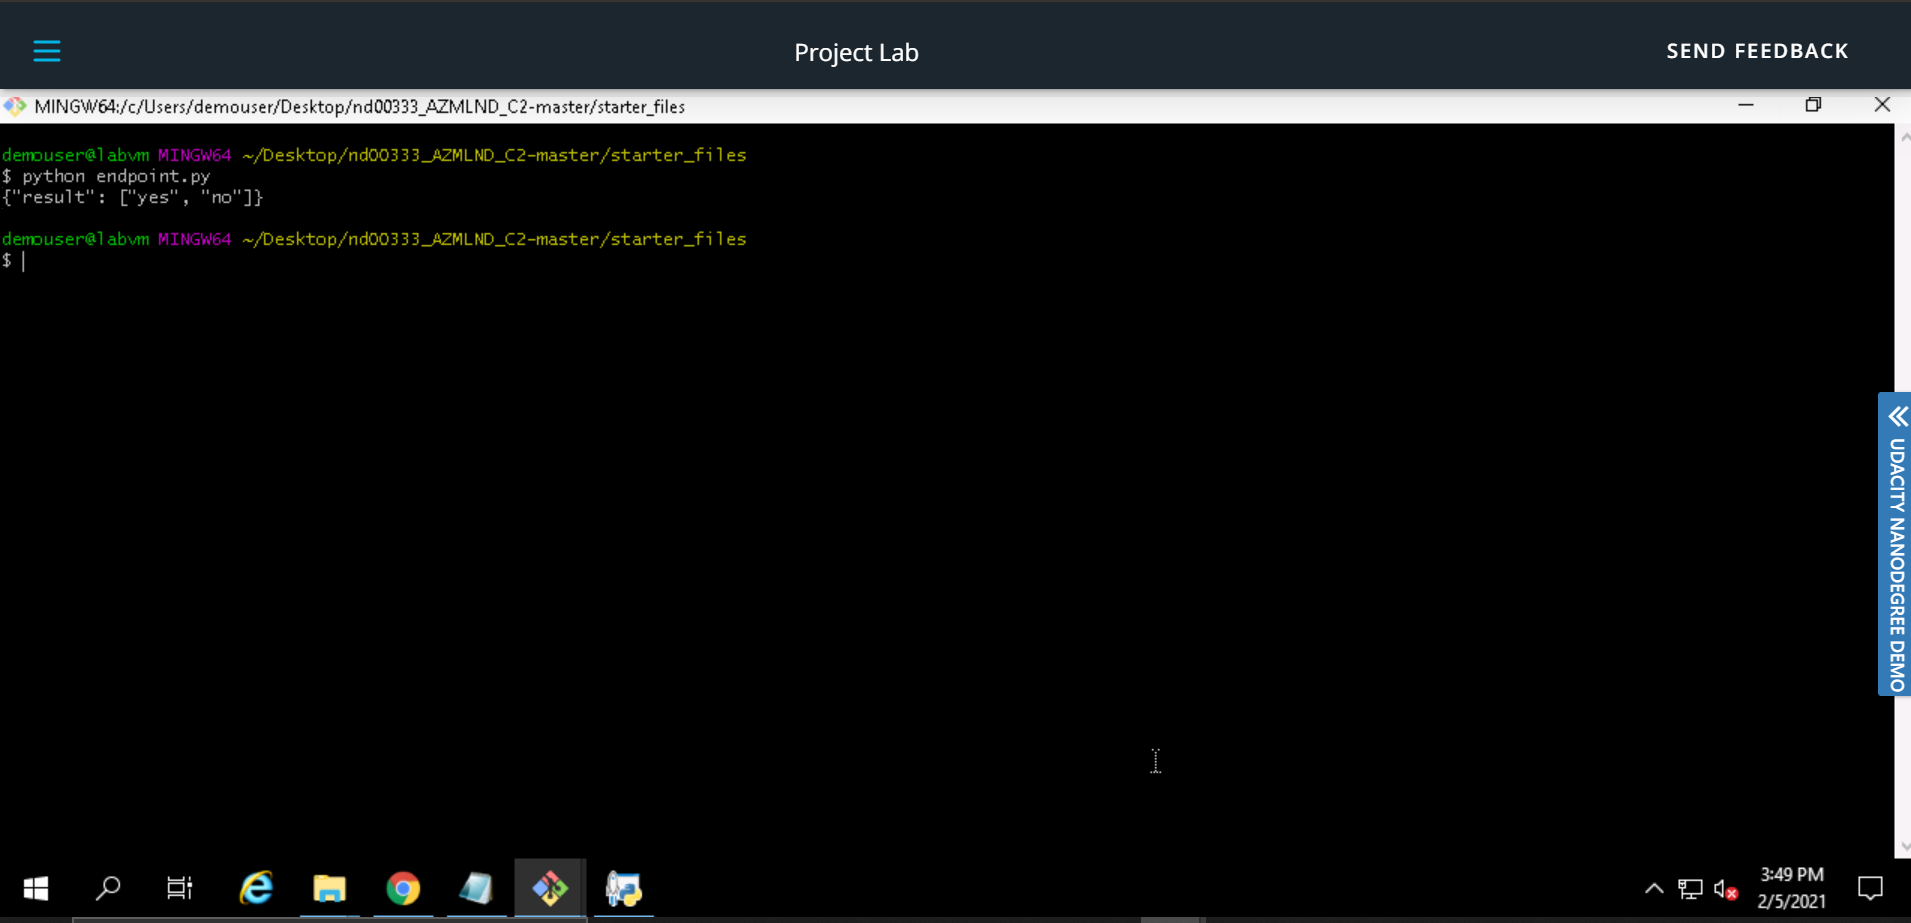 Project Lab
SEND FEEDBACK
MINGW64:/c/Users/demouser/Desktop/nd00333_AZMLND_C2-master/starter_files
demouser@labvm MINGW64 ~/Desktop/nd00333_AZMLND_C2-master/starter_files
$ python endpoint.py
{"result": ["yes", "no"]}
demouser@labvm MINGW64 ~/Desktop/nd00333_AZMLND_C2-master/starter_files
$
UDACITY NANODEGREE DEMO
3:49 PM
2/5/2021